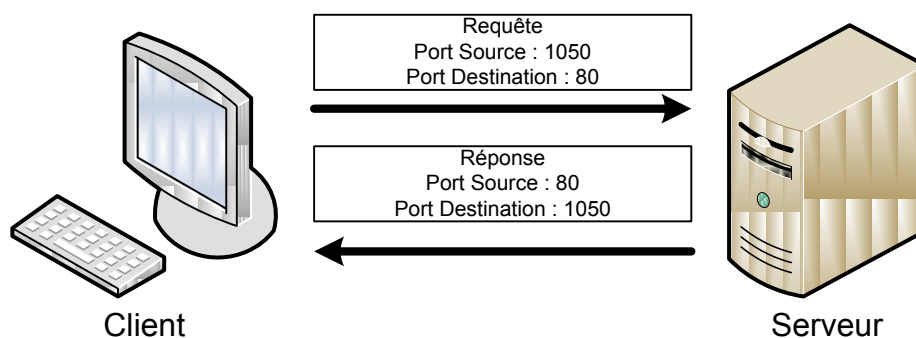 Requête
Port Source : 1050
Port Destination : 80
Réponse
Port Source : 80
Port Destination : 1050
Client
Serveur